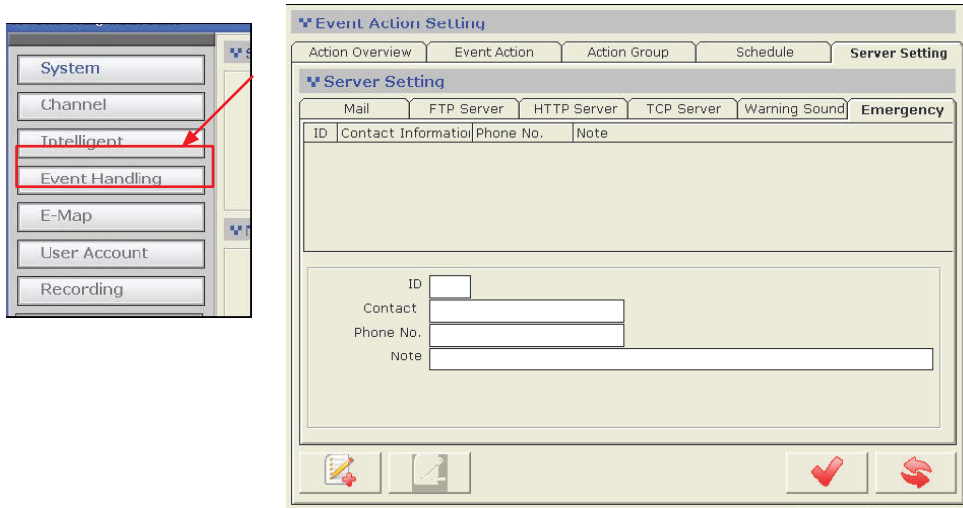 System
Channel
Intelligent
Event Handling
E-Map
User Account
Recording
Event Action Setting
Action Overview Event Action Action Group Schedule Server Setting
Server Setting
Mail FTP Server HTTP Server TCP Server Warning Sound Emergency
ID Contact Information Phone No. Note
ID
Contact
Phone No.
Note